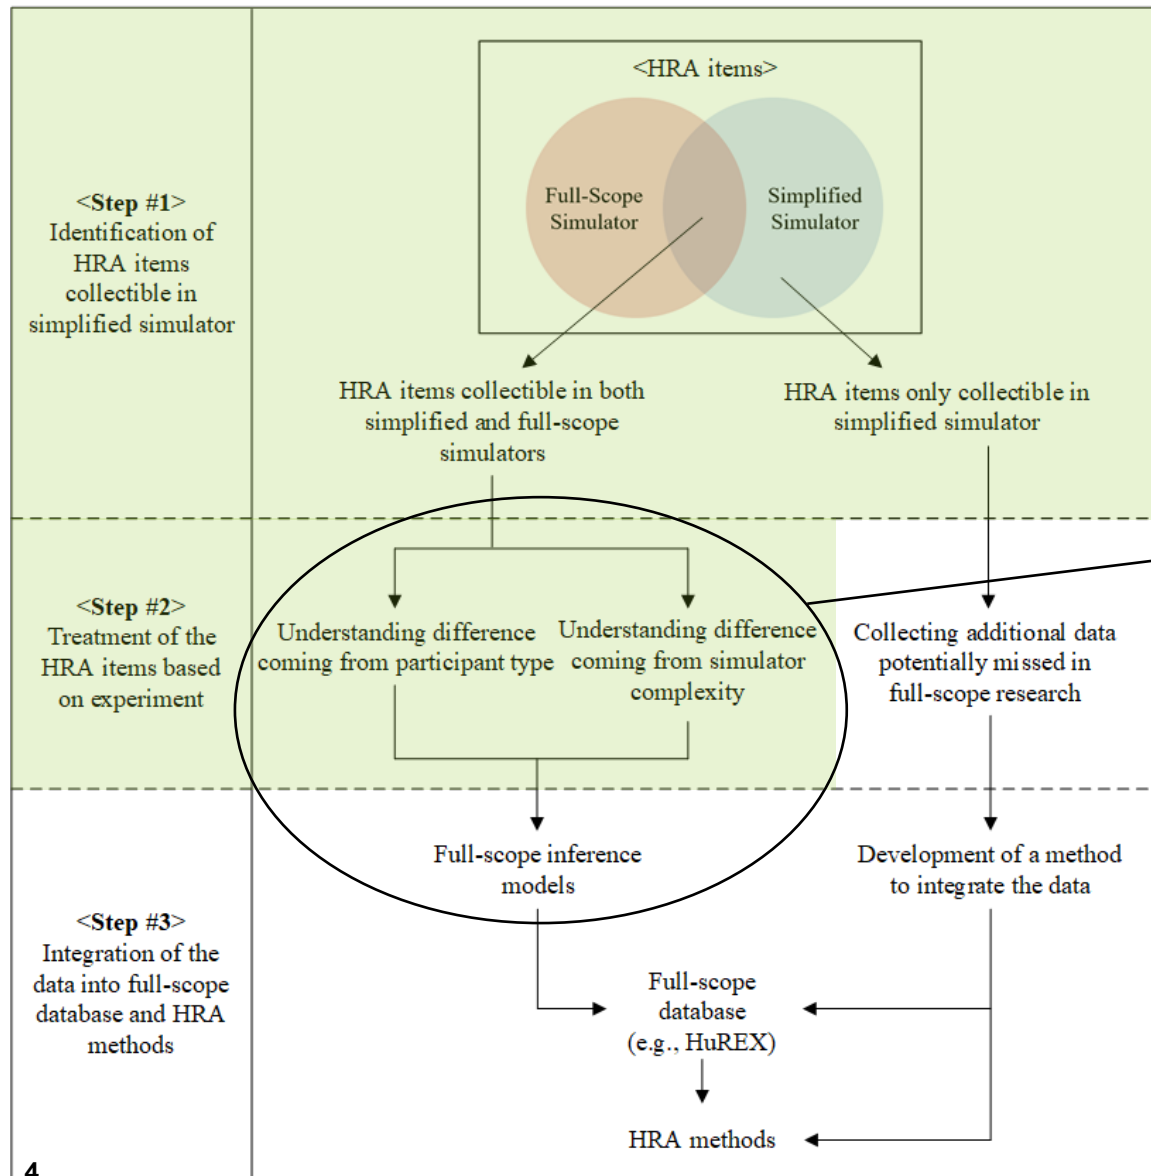 <HRA items>
Full-Scope
Simulator
Simplified
Simulator
<Step #1>
Identification of
HRA items
collectible in
simplified simulator
HRA items collectible in both
simplified and full-scope
simulators
HRA items only collectible in
simplified simulator
<Step #2>
Treatment of the
HRA items based
on experiment
Understanding difference
coming from participant type
Understanding difference
coming from simulator
complexity
Collecting additional data
potentially missed in
full-scope research
<Step #3>
Integration of the
data into full-scope
database and HRA
methods
Full-scope inference
models
Development of a method
to integrate the data
Full-scope
database
(e.g., HuREX)
HRA methods
4